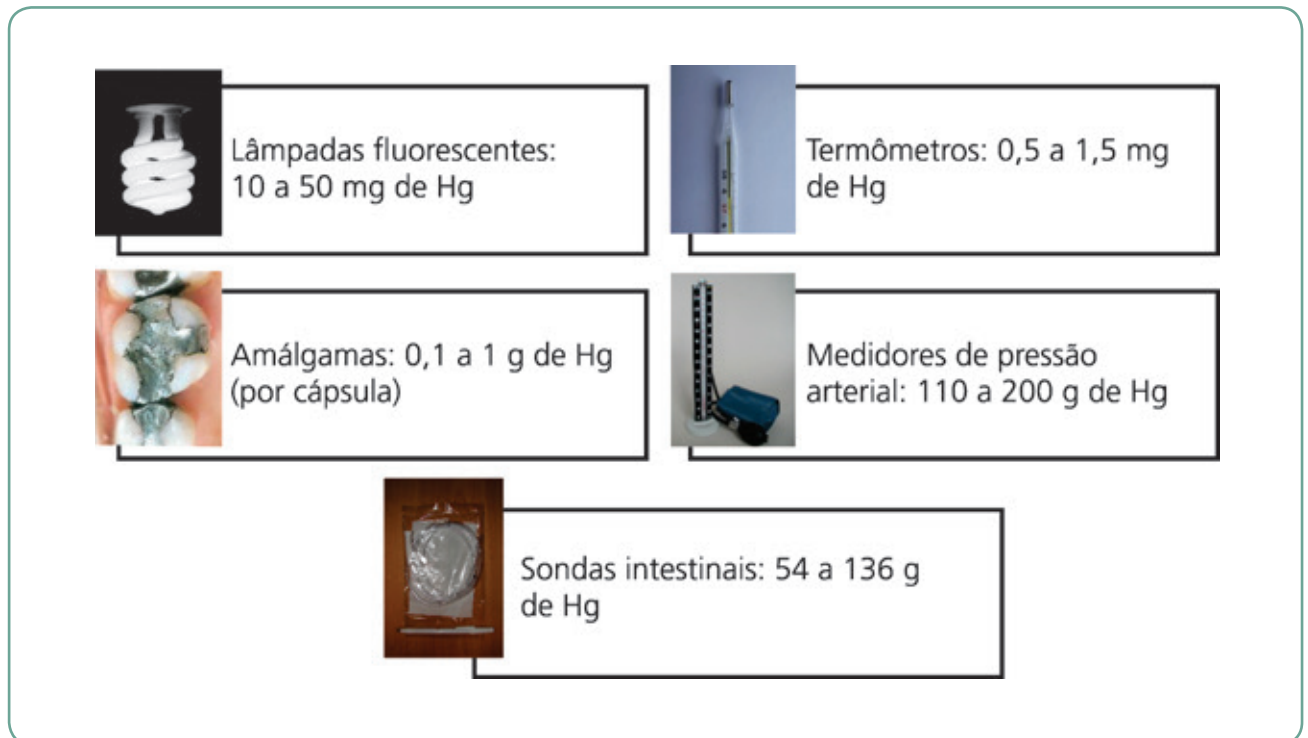 Lâmpadas fluorescentes:
10 a 50 mg de Hg
Termômetros: 0,5 a 1,5 mg
de Hg
Amálgamas: 0,1 a 1 g de Hg
(por cápsula)
Medidores de pressão
arterial: 110 a 200 g de Hg
Sondas intestinais: 54 a 136 g
de Hg